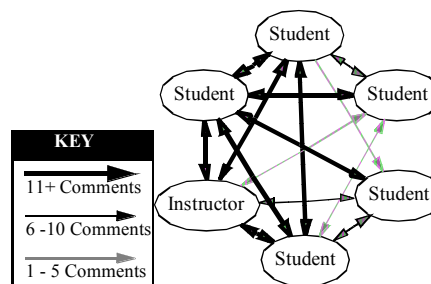 Student
Student
Student
KEY
11+ Comments
Instructor
Student
6 -10 Comments
Student
1 - 5 Comments